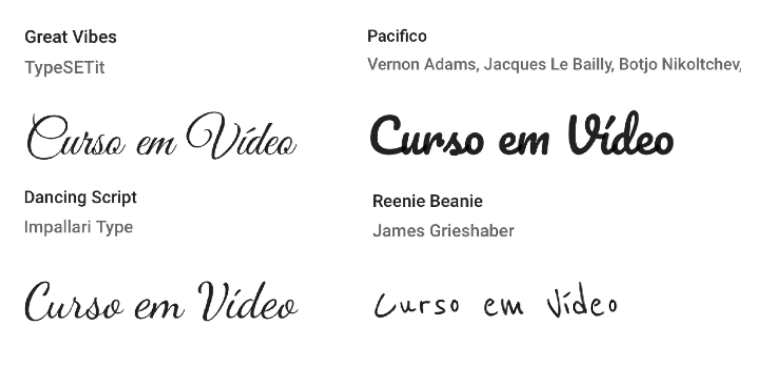 Great Vibes
TypeSETit
Curso em Vídeo
Pacifico
Vernon Adams, Jacques Le Bailly, Botjo Nikoltchev,
Curso em Vídeo
Dancing Script
Impallari Type
Curso em Vídeo
Reenie Beanie
James Grieshaber
Curso em Vídeo